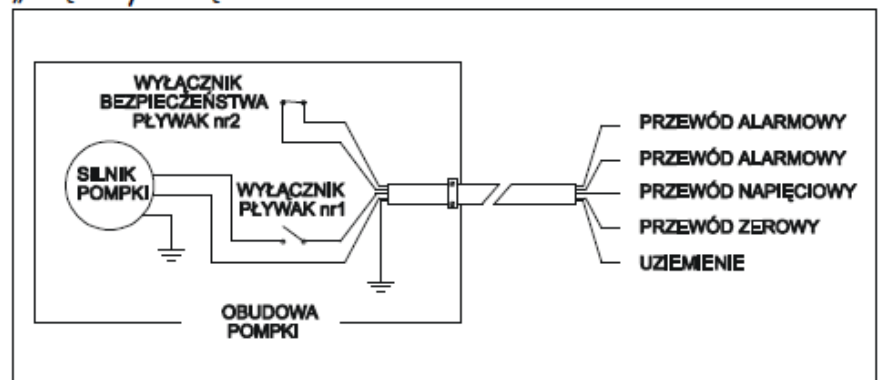 WYŁĄCZNIK
BEZPIECZEŃSTWA
PŁYWAK nr2
SILNIK
POMPKI
WYŁĄCZNIK
PŁYWAK nr1
OBUDOWA
POMPKI
PRZEWÓD ALARMOWY
PRZEWÓD ALARMOWY
PRZEWÓD NAPIĘCIOWY
PRZEWÓD ZEROWY
UZIEMIENIE